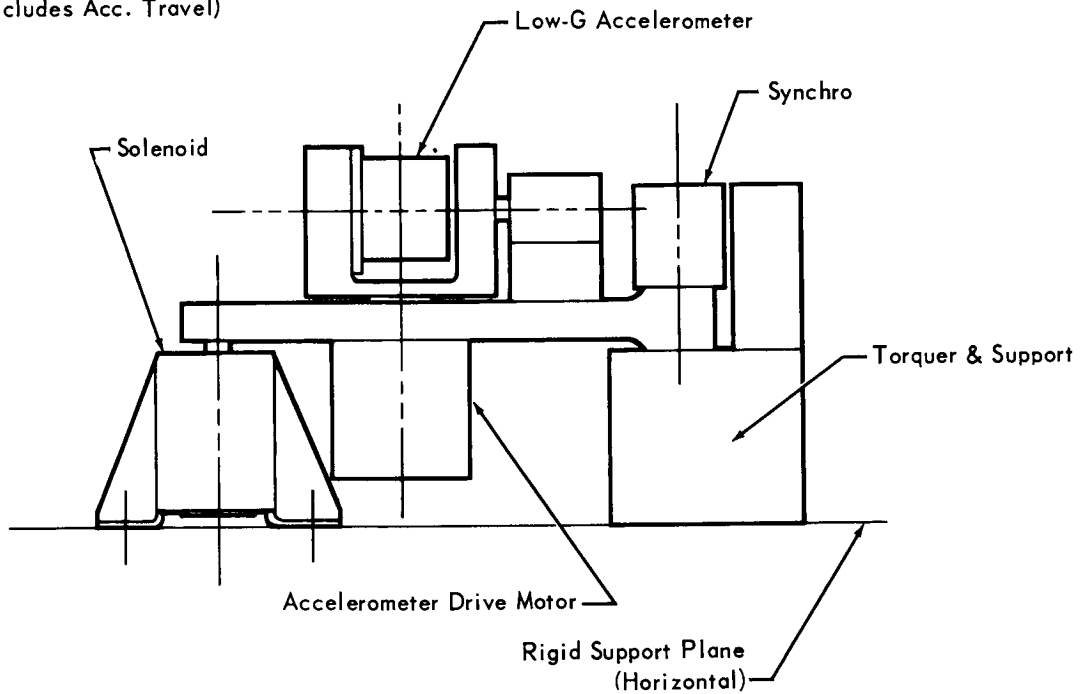 cludes Acc. Travel)
Low-G Accelerometer
Synchro
Solenoid
Torquer & Support
Accelerometer Drive Motor
Rigid Support Plane
(Horizontal)